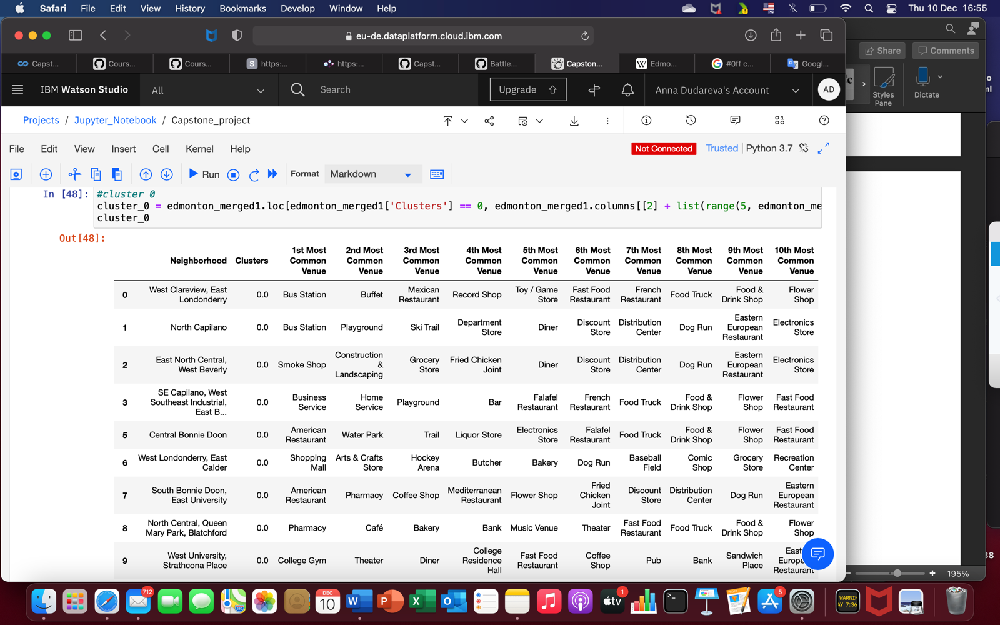 Safari File Edit View History Bookmarks Develop Window Help Thu 10 Dec 16:55
eu-de.dataplatform.cloud.ibm.com
Capst... Cours... Cours... https:... https:... Capst... Battle... Capston... Edmo... #0ff c... Googl...
Share Comments
IBM Watson Studio All Search Upgrade Anna Dudareva's Account AD
Styles
Pane
Dictate
Projects / Jupyter_Notebook / Capstone_project
File Edit View Insert Cell Kernel Help Not Connected Trusted | Python 3.7
Run Format Markdown
In [48]: #cluster 0
cluster_0 = edmonton_merged1.loc[edmonton_merged1['Clusters'] == 0, edmonton_merged1.columns[[2] + list(range(5, edmonton_me
cluster_0
Out[48]:
Neighborhood Clusters 1st Most Common Venue 2nd Most Common Venue 3rd Most Common Venue 4th Most Common Venue 5th Most Common Venue 6th Most Common Venue 7th Most Common Venue 8th Most Common Venue 9th Most Common Venue 10th Most Common Venue
0 West Clareview, East Londonderry 0.0 Bus Station Buffet Mexican Restaurant Record Shop Toy / Game Store Fast Food Restaurant French Restaurant Food Truck Food & Drink Shop Flower Shop
1 North Capilano 0.0 Bus Station Playground Ski Trail Department Store Diner Discount Store Distribution Center Dog Run Eastern European Restaurant Electronics Store
2 East North Central, West Beverly 0.0 Smoke Shop Construction & Landscaping Grocery Store Fried Chicken Joint Diner Discount Store Distribution Center Dog Run Eastern European Restaurant Electronics Store
3 SE Capilano, West Southeast Industrial, East B... 0.0 Business Service Home Service Playground Bar Falafel Restaurant French Restaurant Food Truck Food & Drink Shop Flower Shop Fast Food Restaurant
5 Central Bonnie Doon 0.0 American Restaurant Water Park Trail Liquor Store Electronics Store Falafel Restaurant Food Truck Food & Drink Shop Flower Shop Fast Food Restaurant
6 West Londonderry, East Calder 0.0 Shopping Mall Arts & Crafts Store Hockey Arena Butcher Bakery Dog Run Baseball Field Comic Shop Grocery Store Recreation Center
7 South Bonnie Doon, East University 0.0 American Restaurant Pharmacy Coffee Shop Mediterranean Restaurant Flower Shop Fried Chicken Joint Discount Store Distribution Center Dog Run Eastern European Restaurant
8 North Central, Queen Mary Park, Blatchford 0.0 Pharmacy Café Bakery Bank Music Venue Theater Fast Food Restaurant Food Truck Food & Drink Shop Flower Shop
9 West University, Strathcona Place 0.0 College Gym Theater Diner College Residence Hall Fast Food Restaurant Coffee Shop Pub Bank Sandwich Place Restaurant
195%
712 DEC 10 1 5